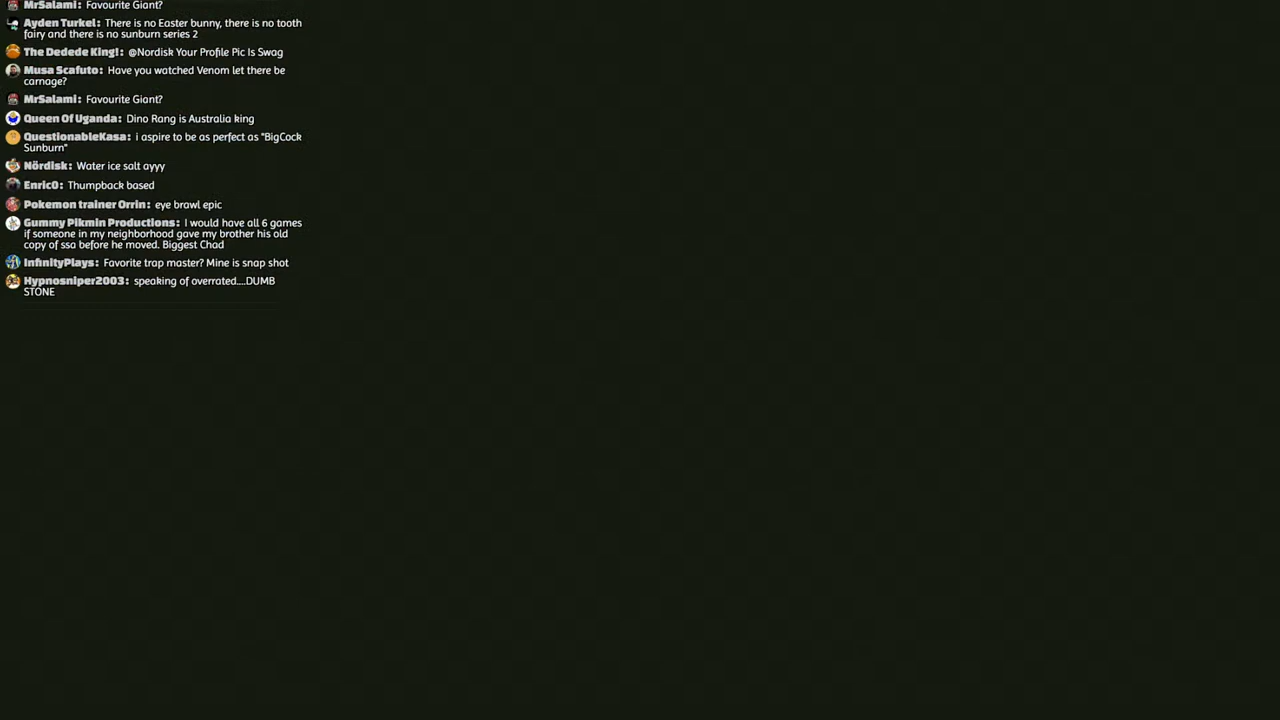 MrSalami: Favourite Giant?
Ayden Turkel: There is no Easter bunny, there is no tooth
fairy and there is no sunburn series 2
The Dedede King!: @Nordisk Your Profile Pic Is Swag
Musa Scafuto: Have you watched Venom let there be
carnage?
MrSalami: Favourite Giant?
Queen Of Uganda: Dino Rang is Australia king
QuestionableKasa: i aspire to be as perfect as "BigCock
Sunburn"
Nördisk: Water ice salt ayyy
Enric0: Thumpback based
Pokemon trainer Orrin: eye brawl epic
Gummy Pikmin Productions: I would have all 6 games
if someone in my neighborhood gave my brother his old
copy of ssa before he moved. Biggest Chad
InfinityPlays: Favorite trap master? Mine is snap shot
Hypnosniper2003: speaking of overrated....DUMB
STONE